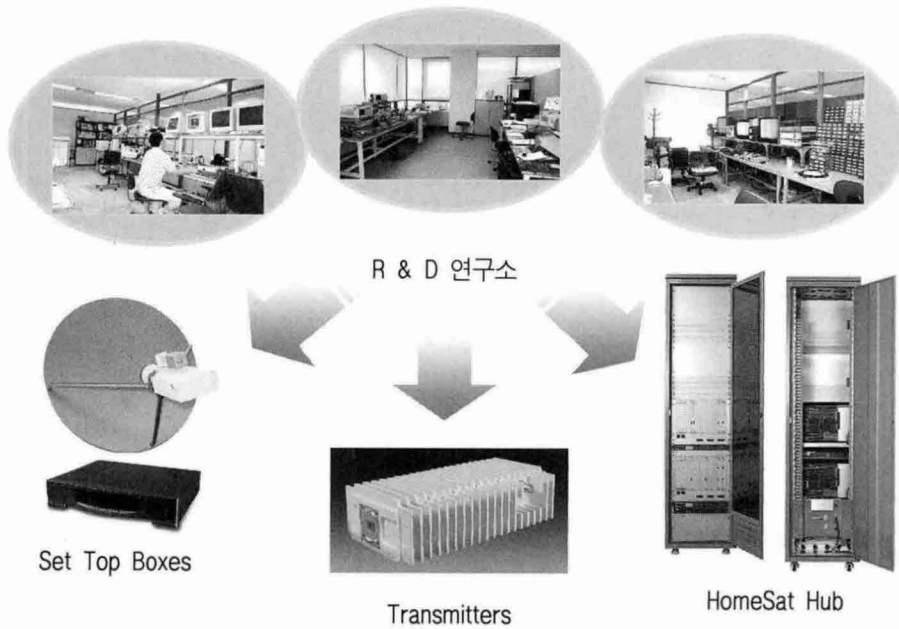 R & D 연구소
Set Top Boxes
Transmitters
HomeSat Hub